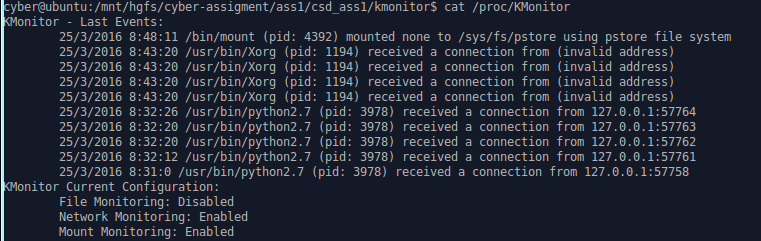 cyber@ubuntu:/mnt/hgfs/cyber-assigment/ass1/csd_ass1/kmonitor$ cat /proc/KMonitor
KMonitor - Last Events:
25/3/2016 8:48:11 /bin/mount (pid: 4392) mounted none to /sys/fs/pstore using pstore file system
25/3/2016 8:43:20 /usr/bin/Xorg (pid: 1194) received a connection from (invalid address)
25/3/2016 8:43:20 /usr/bin/Xorg (pid: 1194) received a connection from (invalid address)
25/3/2016 8:43:20 /usr/bin/Xorg (pid: 1194) received a connection from (invalid address)
25/3/2016 8:43:20 /usr/bin/Xorg (pid: 1194) received a connection from (invalid address)
25/3/2016 8:32:26 /usr/bin/python2.7 (pid: 3978) received a connection from 127.0.0.1:57764
25/3/2016 8:32:20 /usr/bin/python2.7 (pid: 3978) received a connection from 127.0.0.1:57763
25/3/2016 8:32:20 /usr/bin/python2.7 (pid: 3978) received a connection from 127.0.0.1:57762
25/3/2016 8:32:12 /usr/bin/python2.7 (pid: 3978) received a connection from 127.0.0.1:57761
25/3/2016 8:31:0 /usr/bin/python2.7 (pid: 3978) received a connection from 127.0.0.1:57758
KMonitor Current Configuration:
File Monitoring: Disabled
Network Monitoring: Enabled
Mount Monitoring: Enabled